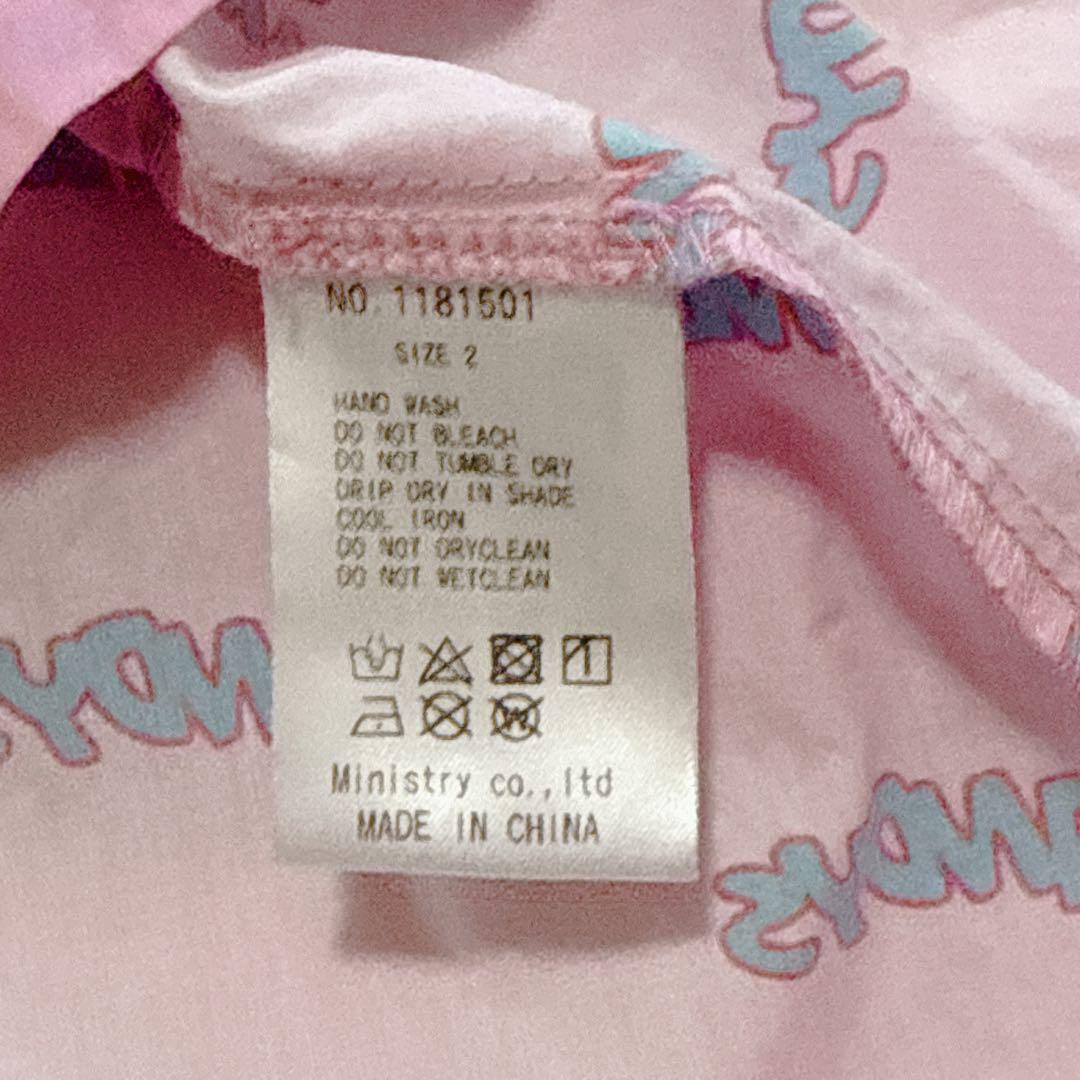 NO. 1181501
SIZE 2
HAND WASH
DO NOT BLEACH
DO NOT TUMBLE DRY
DRIP DRY IN SHADE
COOL IRON
DO NOT DRYCLEAN
DO NOT WETCLEAN
W
Ministry co.,ltd
MADE IN CHINA